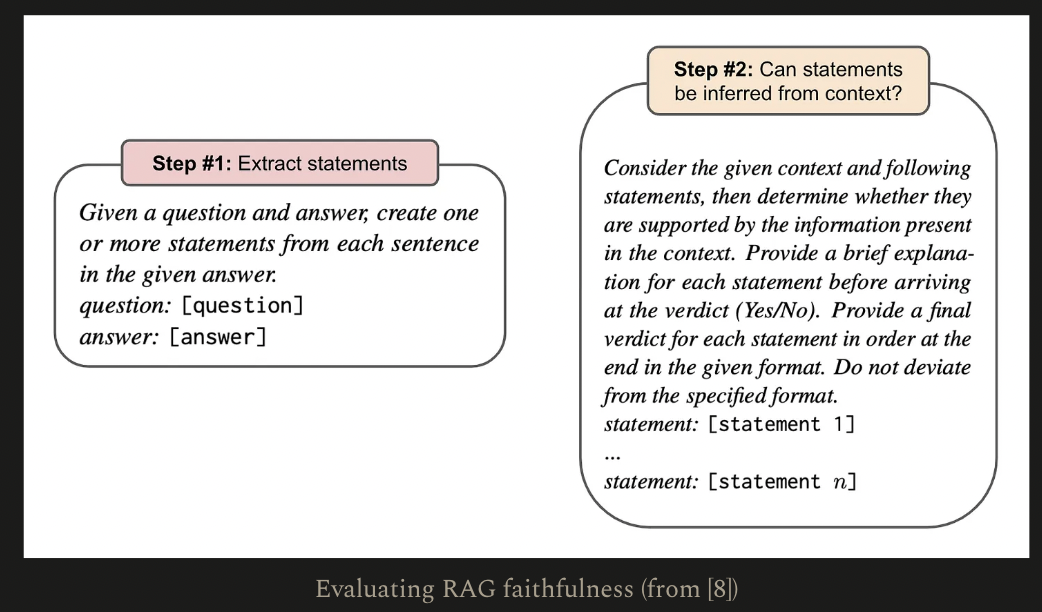 Step #1: Extract statements
Given a question and answer, create one
or more statements from each sentence
in the given answer.
question: [question]
answer: [answer]
Step #2: Can statements
be inferred from context?
Consider the given context and following
statements, then determine whether they
are supported by the information present
in the context. Provide a brief explana-
tion for each statement before arriving
at the verdict (Yes/No). Provide a final
verdict for each statement in order at the
end in the given format. Do not deviate
from the specified format.
statement: [statement 1]
...
statement: [statement n]
Evaluating RAG faithfulness (from [8])